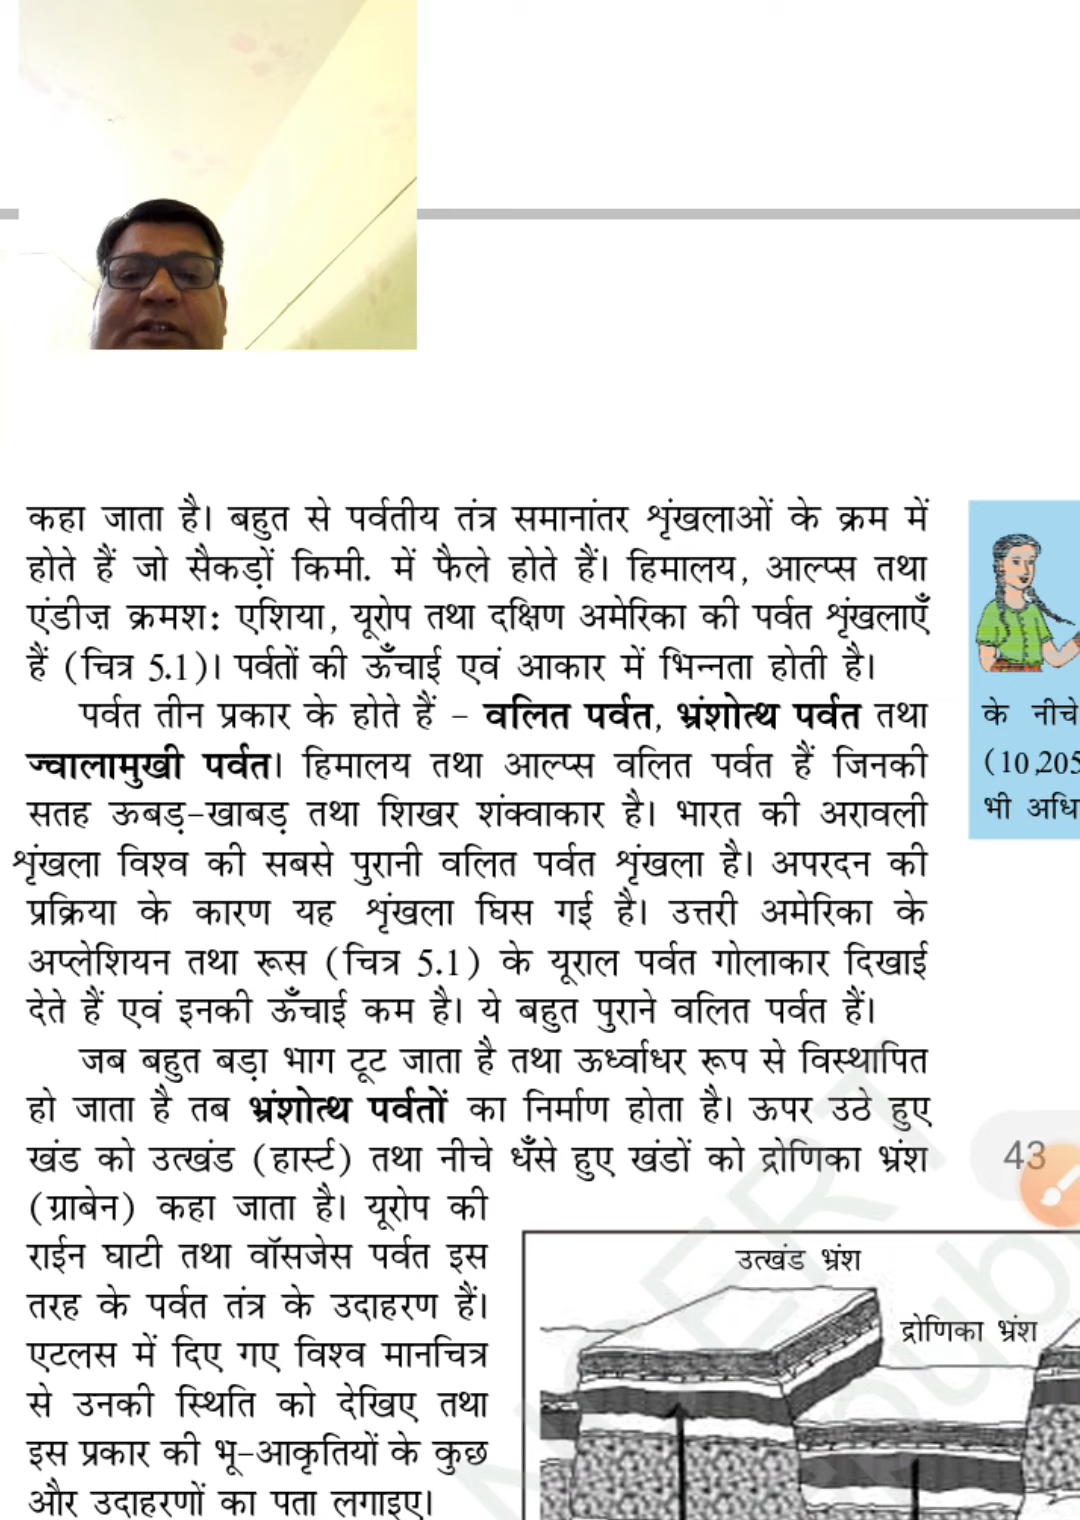 कहा जाता है। बहुत से पर्वतीय तंत्र समानांतर शृंखलाओं के क्रम में
होते हैं जो सैकड़ों किमी. में फैले होते हैं। हिमालय, आल्प्स तथा
एंडीज़ क्रमश: एशिया, यूरोप तथा दक्षिण अमेरिका की पर्वत शृंखलाएँ
हैं (चित्र 5.1)। पर्वतों की ऊँचाई एवं आकार में भिन्नता होती है।
पर्वत तीन प्रकार के होते हैं – वलित पर्वत, भ्रंशोत्थ पर्वत तथा
ज्वालामुखी पर्वत। हिमालय तथा आल्प्स वलित पर्वत हैं जिनकी
सतह ऊबड़-खाबड़ तथा शिखर शंक्वाकार है। भारत की अरावली
शृंखला विश्व की सबसे पुरानी वलित पर्वत शृंखला है। अपरदन की
प्रक्रिया के कारण यह शृंखला घिस गई है। उत्तरी अमेरिका के
अप्लेशियन तथा रूस (चित्र 5.1) के यूराल पर्वत गोलाकार दिखाई
देते हैं एवं इनकी ऊँचाई कम है। ये बहुत पुराने वलित पर्वत हैं।
जब बहुत बड़ा भाग टूट जाता है तथा ऊर्ध्वाधर रूप से विस्थापित
हो जाता है तब भ्रंशोत्थ पर्वतों का निर्माण होता है। ऊपर उठे हुए
खंड को उत्खंड (हार्स्ट) तथा नीचे धँसे हुए खंडों को द्रोणिका भ्रंश
(ग्राबेन) कहा जाता है। यूरोप की
राईन घाटी तथा वॉसजेस पर्वत इस
तरह के पर्वत तंत्र के उदाहरण हैं।
एटलस में दिए गए विश्व मानचित्र
से उनकी स्थिति को देखिए तथा
इस प्रकार की भू-आकृतियों के कुछ
और उदाहरणों का पता लगाइए।
के नीचे
(10,205
भी अधि
43
उत्खंड भ्रंश
द्रोणिका भ्रंश
NCERT